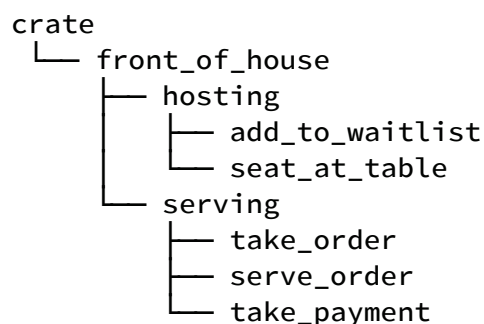 crate
└── front_of_house
    ├── hosting
    │   ├── add_to_waitlist
    │   └── seat_at_table
    └── serving
        ├── take_order
        ├── serve_order
        └── take_payment